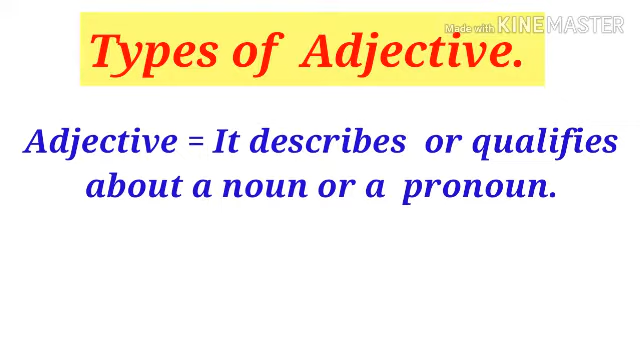 Made with KINEMASTER
Types of Adjective.
Adjective = It describes or qualifies
about a noun or a pronoun.